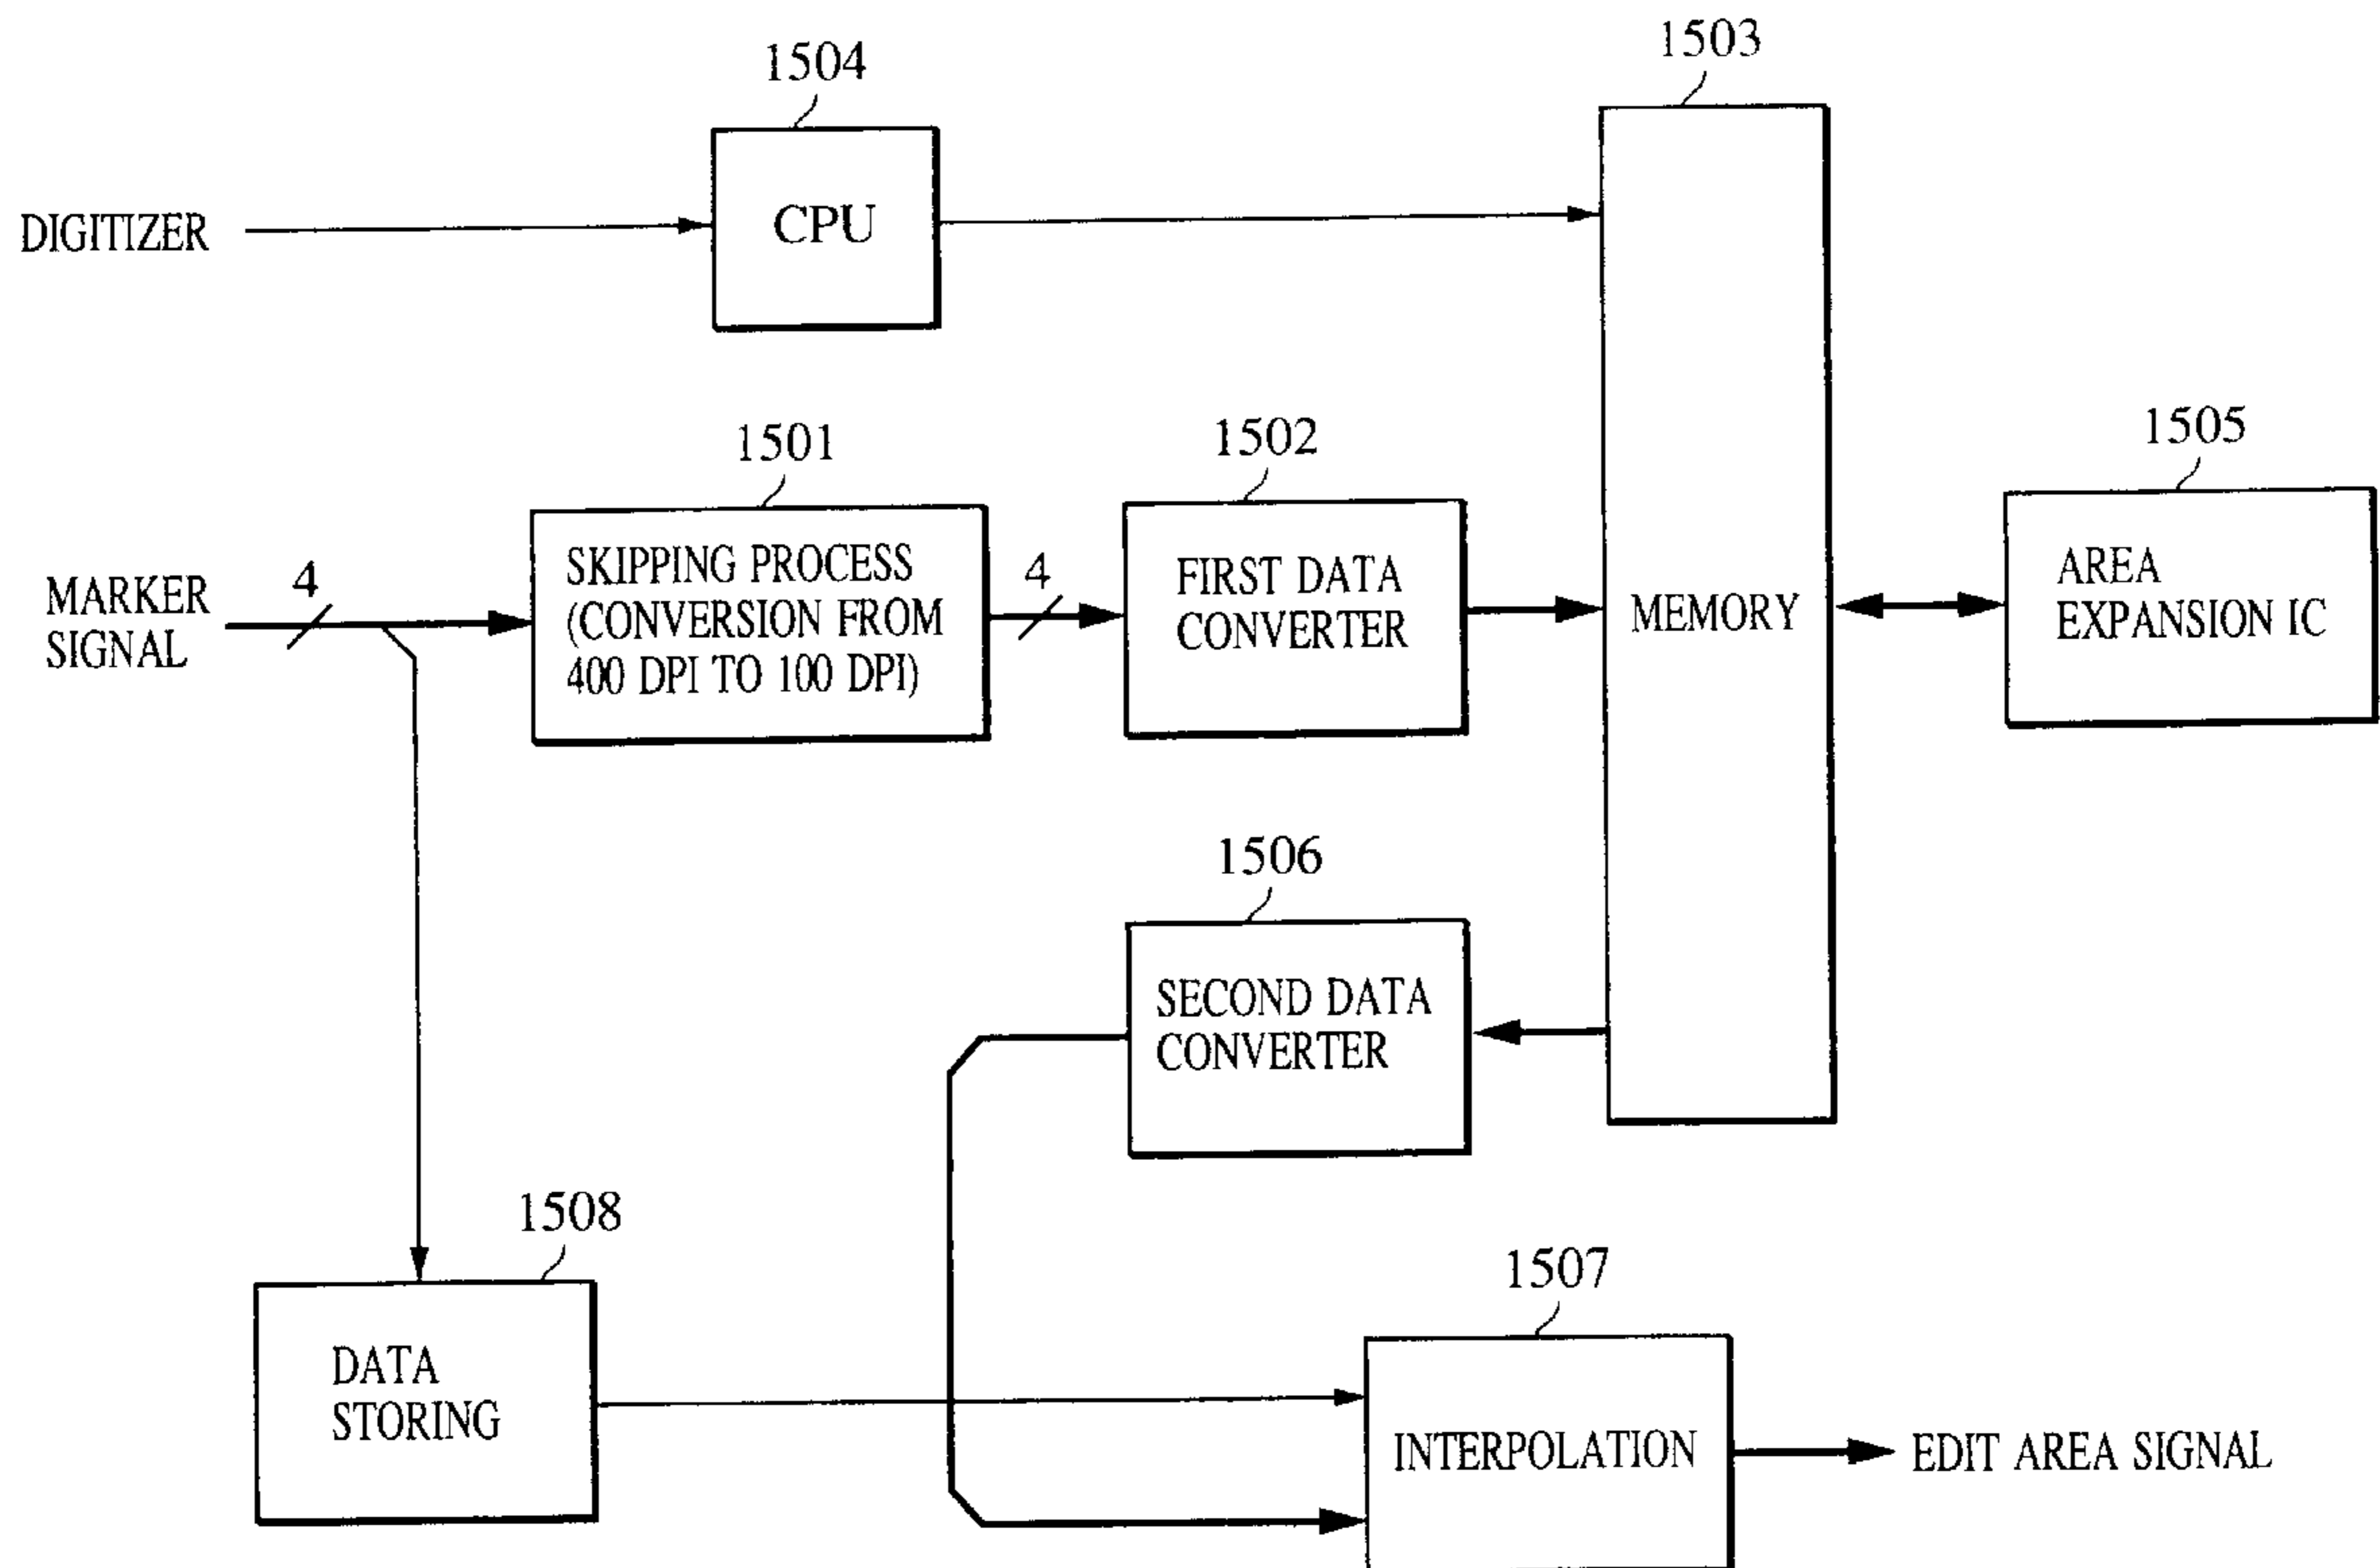 1504
1503
DIGITIZER
CPU
1501
1502
1505
MARKER
SIGNAL
4
SKIPPING PROCESS
(CONVERSION FROM
400 DPI TO 100 DPI)
4
FIRST DATA
CONVERTER
MEMORY
AREA
EXPANSION IC
1506
SECOND DATA
CONVERTER
1508
DATA
STORING
1507
INTERPOLATION
EDIT AREA SIGNAL